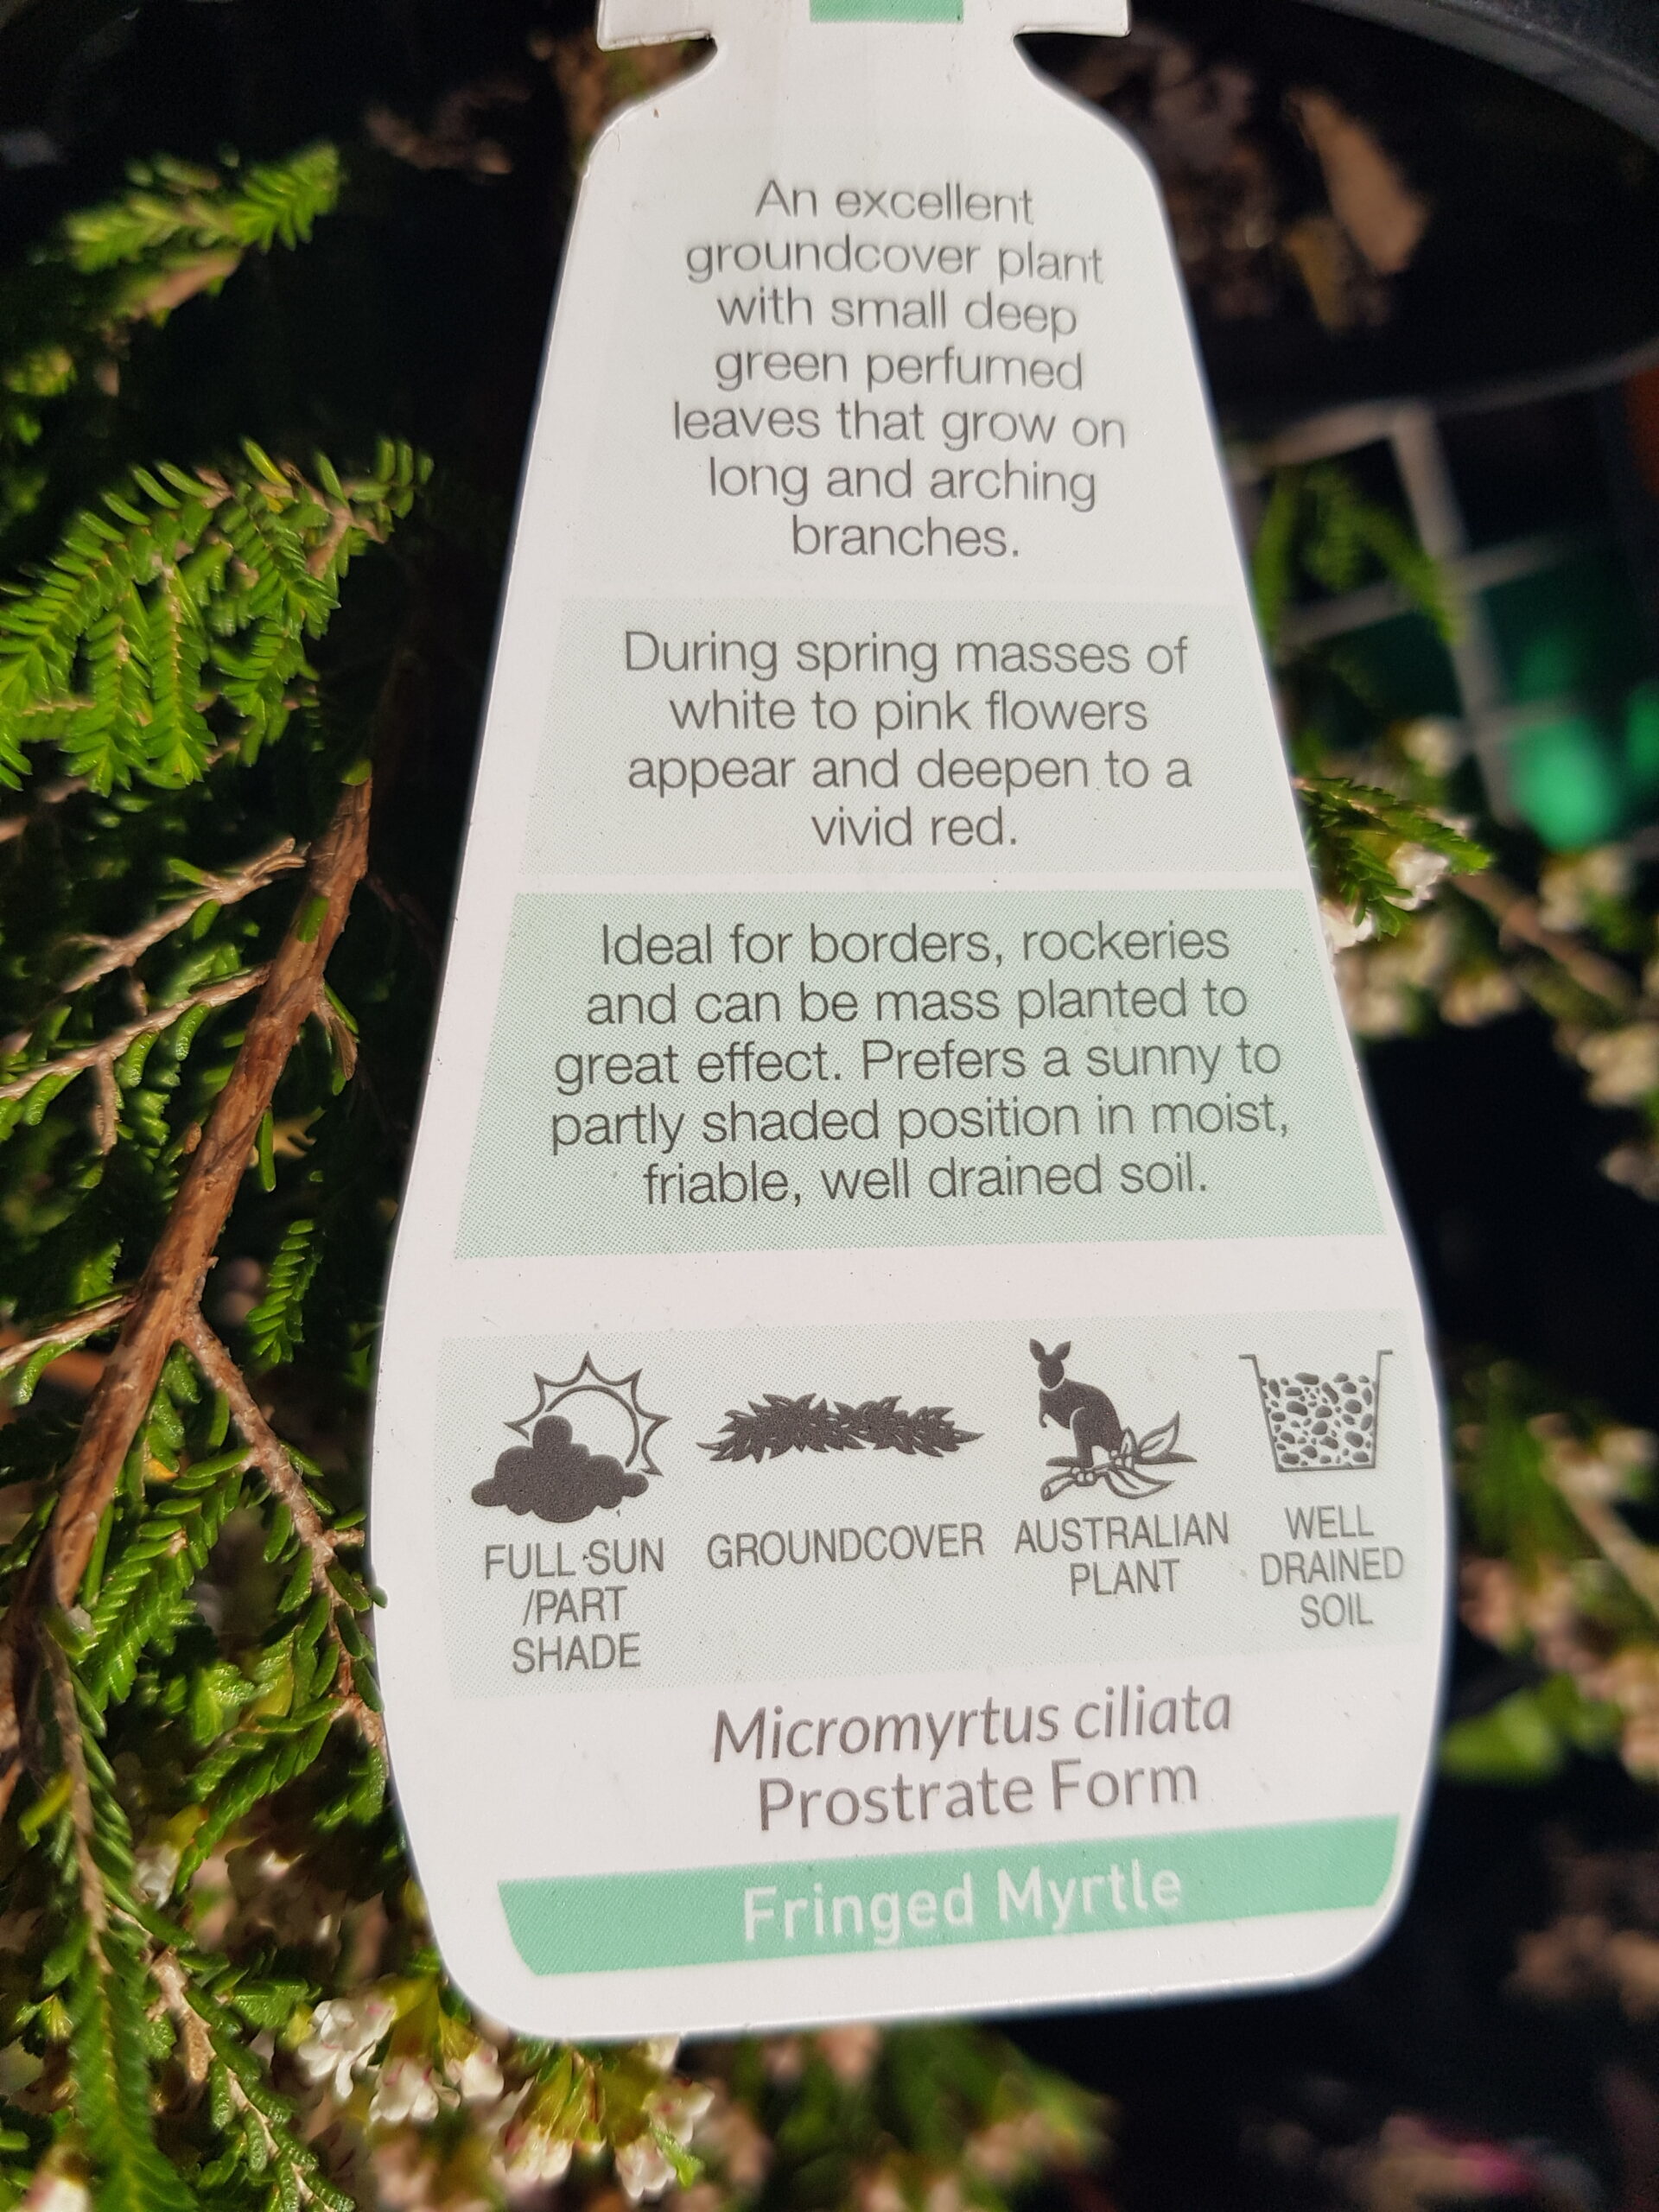 An excellent
groundcover plant
with small deep
green perfumed
leaves that grow on
long and arching
branches.
During spring masses of
white to pink flowers
appear and deepen to a
vivid red.
Ideal for borders, rockeries
and can be mass planted to
great effect. Prefers a sunny to
partly shaded position in moist,
friable, well drained soil.
FULL SUN
/PART
SHADE
GROUNDCOVER
AUSTRALIAN
PLANT
WELL
DRAINED
SOIL
Micromyrtus ciliata
Prostrate Form
Fringed Myrtle